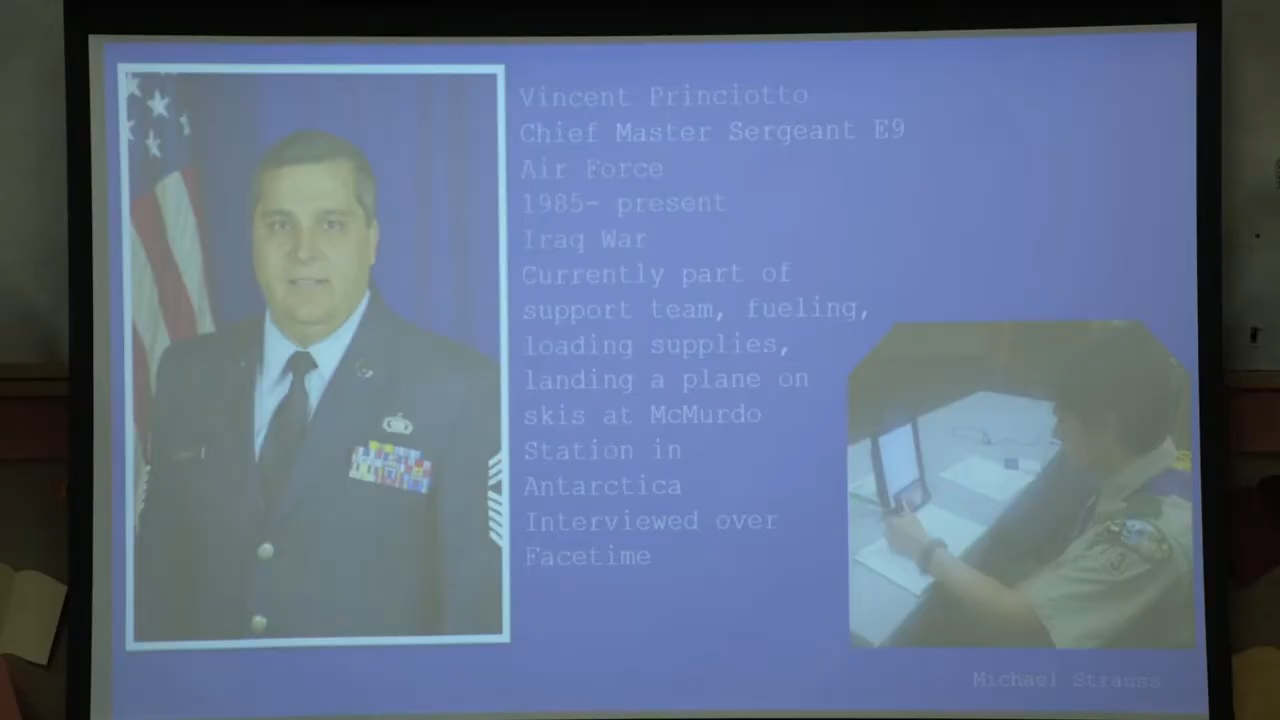 Vincent Princiotto
Chief Master Sergeant E9
Air Force
1985- present
Iraq War
Currently part of
support team, fueling,
loading supplies,
landing a plane on
skis at McMurdo
Station in
Antarctica
Interviewed over
Facetime
3
Michael Strauss